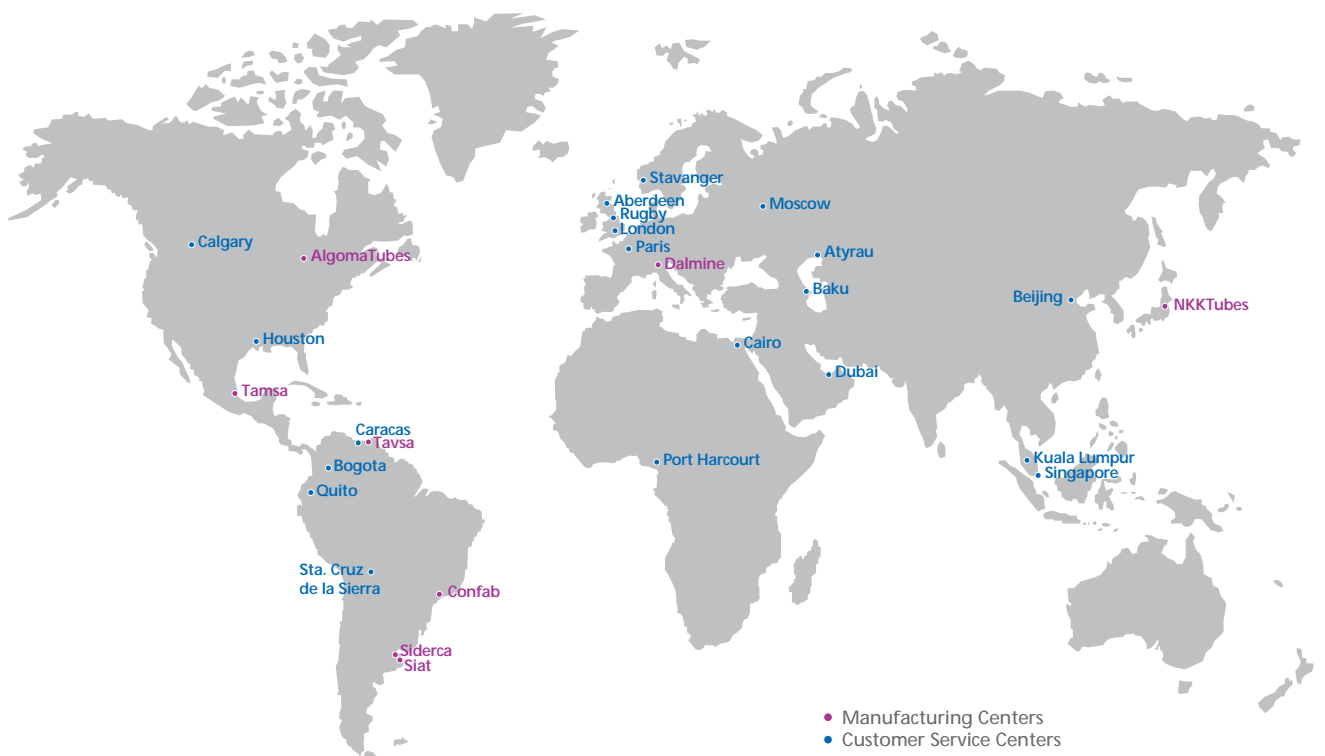 Stavanger
Aberdeen
Rugby
London
Moscow
Calgary
AlgomaTubes
Paris
Dalmine
Atyrau
Baku
Beijing
NKKTubes
Houston
Cairo
Dubai
Tamsa
Caracas
Tavsa
Bogota
Quito
Port Harcourt
Kuala Lumpur
Singapore
Sta. Cruz
de la Sierra
Confab
Siderca
Siat
Manufacturing Centers
Customer Service Centers